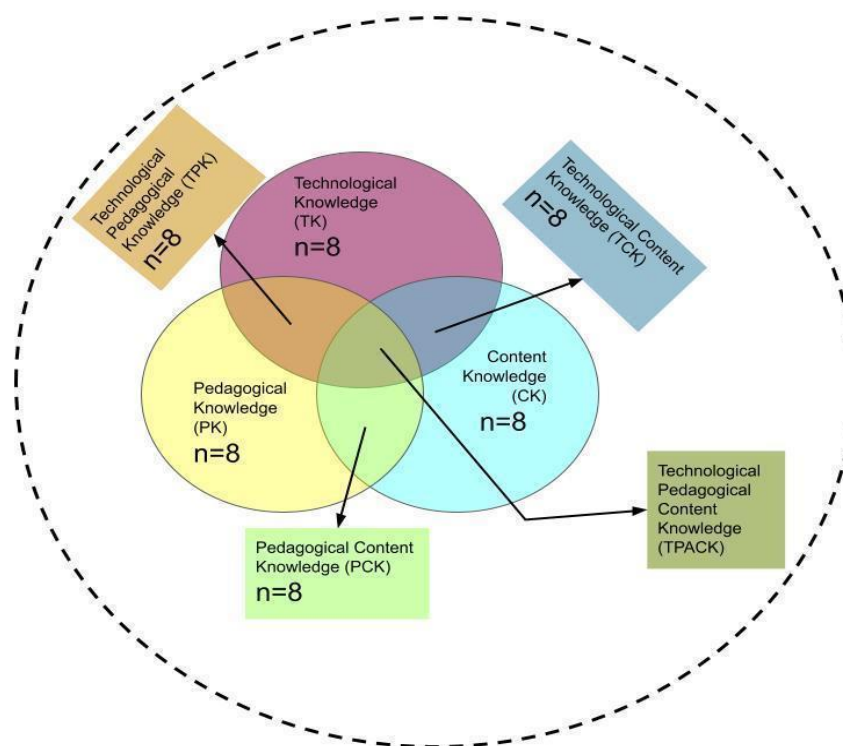 Technological
Pedagogical
Knowledge (TPK)
n=8
Technological
Knowledge
(TK)
n=8
Technological Content
Knowledge (TCK)
n=8
Pedagogical
Knowledge
(PK)
n=8
Content
Knowledge
(CK)
n=8
Technological
Pedagogical
Content
Knowledge
(TPACK)
Pedagogical Content
Knowledge (PCK)
n=8